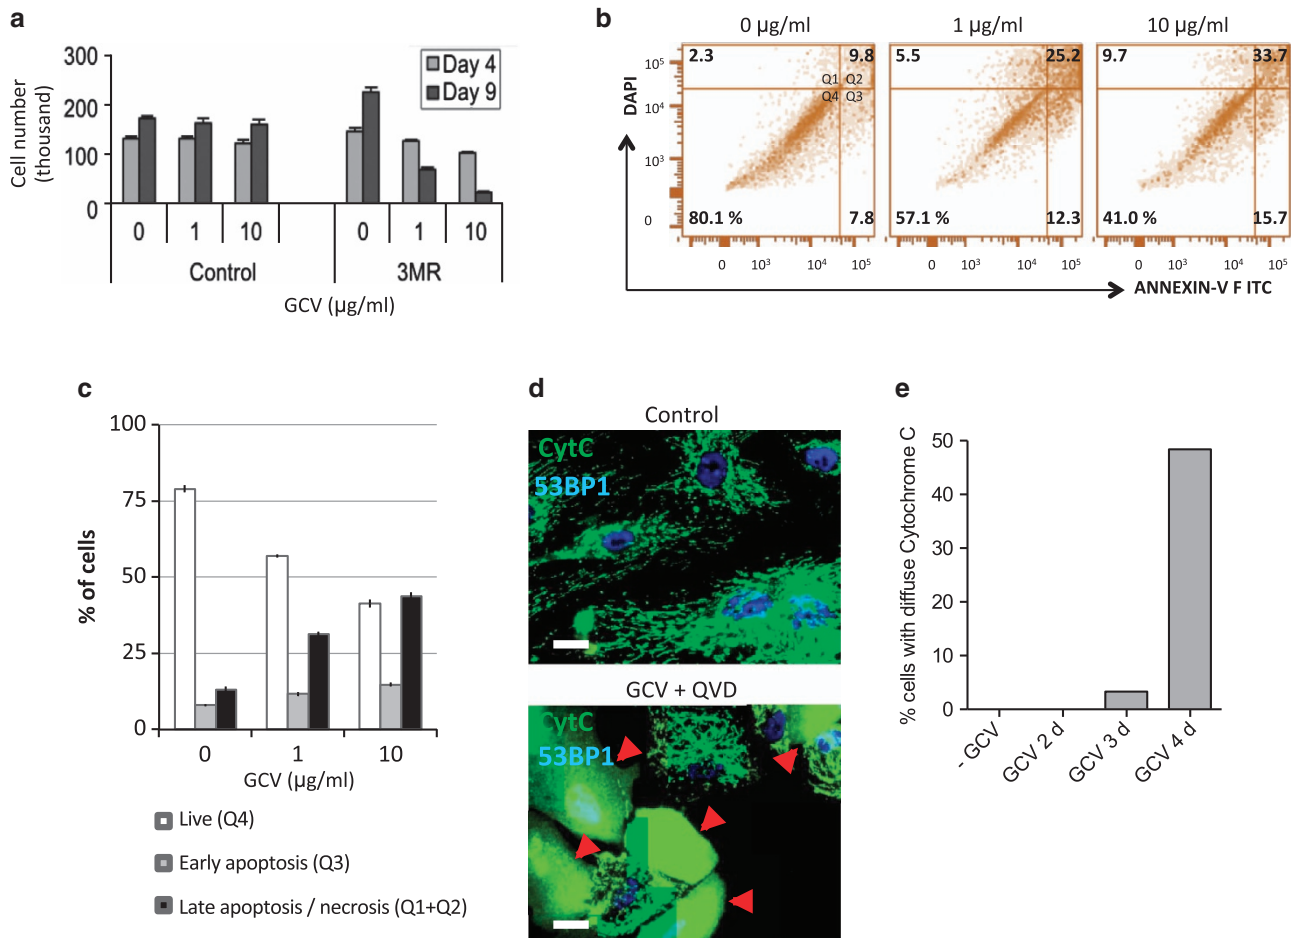 a
300
200
100
0
Cell number
(thousand)
Day 4
Day 9
0 1 10 0 1 10
Control 3MR
GCV (µg/ml)
b
0 µg/ml 1 µg/ml 10 µg/ml
DAPI
10⁵
10⁴
10³
0
2.3 9.8
Q1 Q2
Q4 Q3
80.1 % 7.8
5.5 25.2
57.1 % 12.3
9.7 33.7
41.0 % 15.7
0 10³ 10⁴ 10⁵ 0 10³ 10⁴ 10⁵ 0 10³ 10⁴ 10⁵
ANNEXIN-V F ITC
c
100
75
50
25
0
% of cells
0 1 10
GCV (µg/ml)
Live (Q4)
Early apoptosis (Q3)
Late apoptosis / necrosis (Q1+Q2)
d
Control
CytC
53BP1
GCV + QVD
CytC
53BP1
e
50
40
30
20
10
0
% cells with diffuse Cytochrome C
- GCV
GCV 2 d
GCV 3 d
GCV 4 d